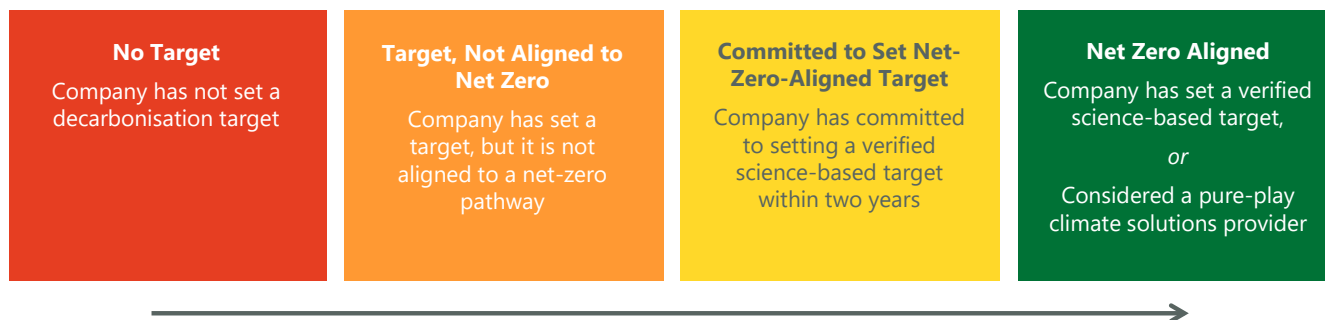 No Target
Company has not set a
decarbonisation target
Target, Not Aligned to
Net Zero
Company has set a
target, but it is not
aligned to a net-zero
pathway
Committed to Set Net-
Zero-Aligned Target
Company has committed
to setting a verified
science-based target
within two years
Net Zero Aligned
Company has set a verified
science-based target,
or
Considered a pure-play
climate solutions provider